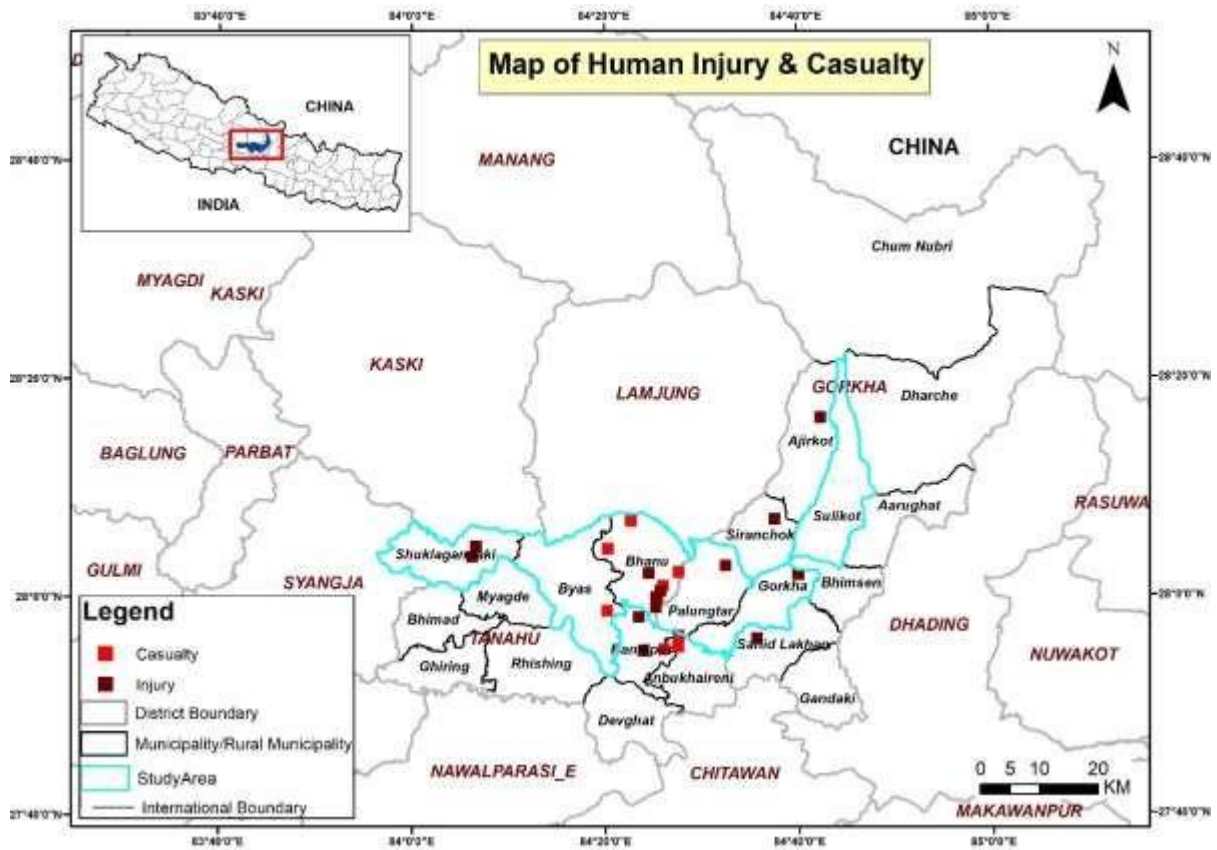 83°40'0"E 84°0'0"E 84°20'0"E 84°40'0"E 85°0'0"E
Map of Human Injury & Casualty
N
CHINA
INDIA
28°40'0"N
28°40'0"N
MANANG
CHINA
Chum Nubri
MYAGDI
KASKI
KASKI
28°20'0"N
28°20'0"N
LAMJUNG
GORKHA
Dharche
Ajirkot
BAGLUNG
PARBAT
RASUWA
Aarughat
Sulikot
Siranchok
GULMI
SYANGJA
Bhanu
Byas
Gorkha
Bhimsen
28°0'0"N
28°0'0"N
Myagde
Palungtar
Bhimad
TANAHU
DHADING
Sahid Lakhan
NUWAKOT
Ghiring
Rhishing
Anbukhaireni
Gandaki
Devghat
NAWALPARASI_E
CHITAWAN
MAKAWANPUR
Legend
Casualty
Injury
District Boundary
Municipality/Rural Municipality
StudyArea
International Boundary
0 5 10 20
KM
27°40'0"N
27°40'0"N
83°40'0"E 84°0'0"E 84°20'0"E 84°40'0"E 85°0'0"E